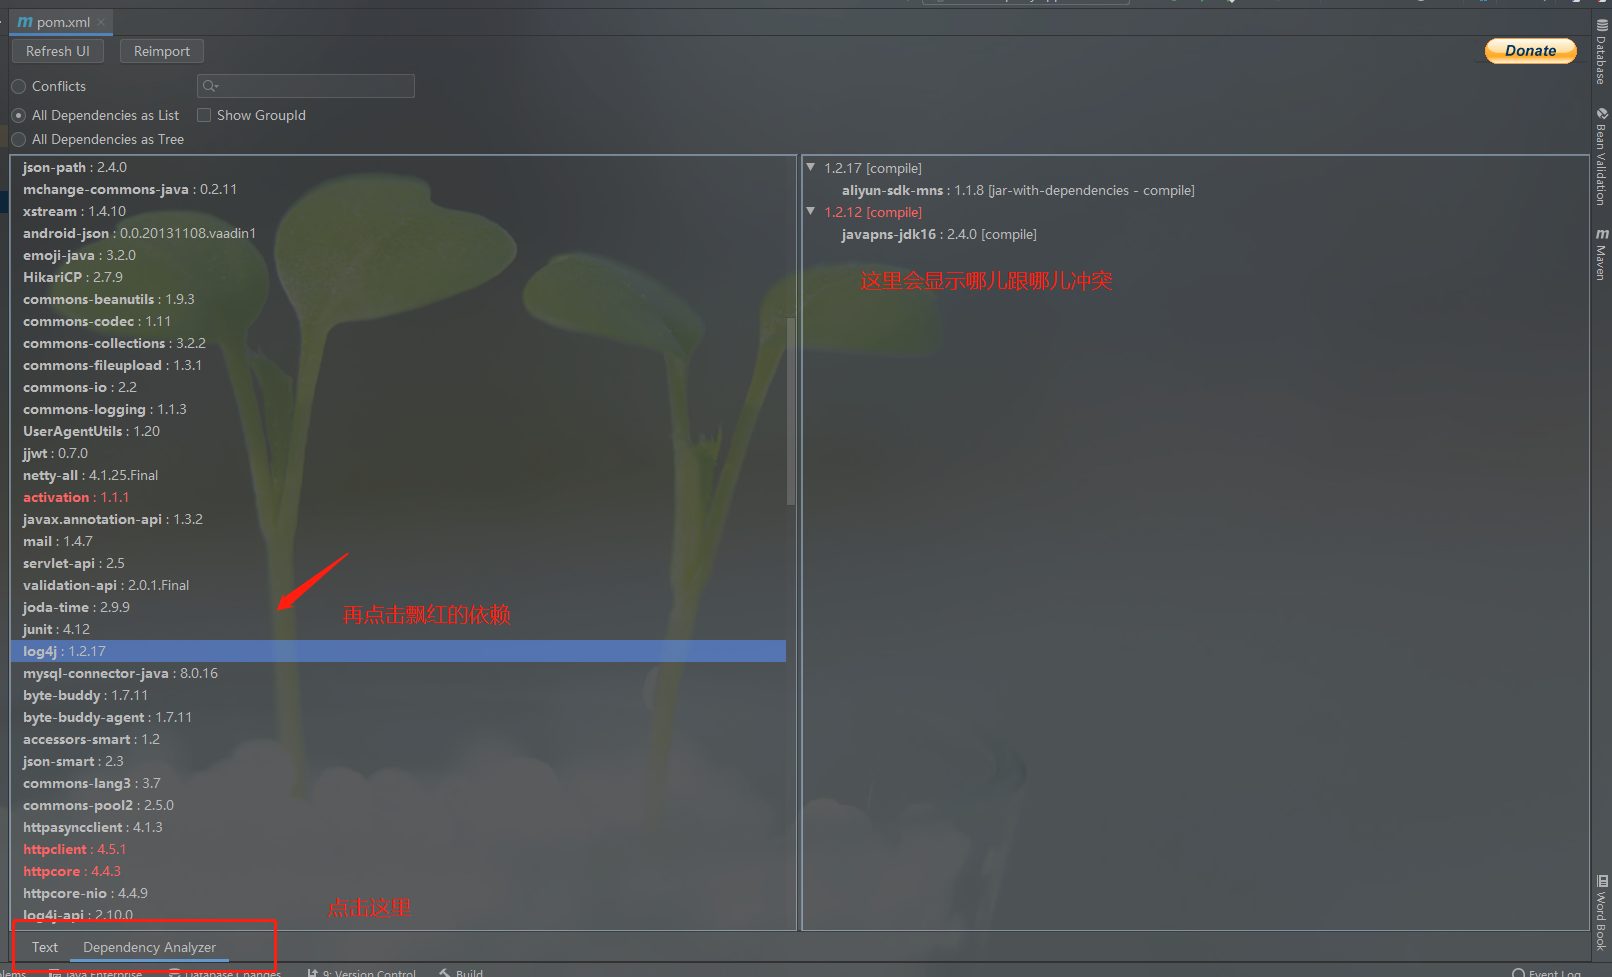 pom.xml
Refresh UI
Reimport
Donate
Conflicts
All Dependencies as List
Show GroupId
All Dependencies as Tree
json-path : 2.4.0
mchange-commons-java : 0.2.11
xstream : 1.4.10
android-json : 0.0.20131108.vaadin1
emoji-java : 3.2.0
HikariCP : 2.7.9
commons-beanutils : 1.9.3
commons-codec : 1.11
commons-collections : 3.2.2
commons-fileupload : 1.3.1
commons-io : 2.2
commons-logging : 1.1.3
UserAgentUtils : 1.20
jjwt : 0.7.0
netty-all : 4.1.25.Final
activation : 1.1.1
javax.annotation-api : 1.3.2
mail : 1.4.7
servlet-api : 2.5
validation-api : 2.0.1.Final
joda-time : 2.9.9
junit : 4.12
log4j : 1.2.17
mysql-connector-java : 8.0.16
byte-buddy : 1.7.11
byte-buddy-agent : 1.7.11
accessors-smart : 1.2
json-smart : 2.3
commons-lang3 : 3.7
commons-pool2 : 2.5.0
httpasyncclient : 4.1.3
httpclient : 4.5.1
httpcore : 4.4.3
httpcore-nio : 4.4.9
log4j-api : 2.10.0
再点击飘红的依赖
点击这!!!
1.2.17 [compile]
aliyun-sdk-mns : 1.1.8 [jar-with-dependencies - compile]
1.2.12 [compile]
javapns-jdk16 : 2.4.0 [compile]
这里会显示哪儿跟哪儿冲突
Database
Bean Validation
Maven
Word Book
Text
Dependency Analyzer
Java Enterprise
Database Changes
9: Version Control
Build
Event Log